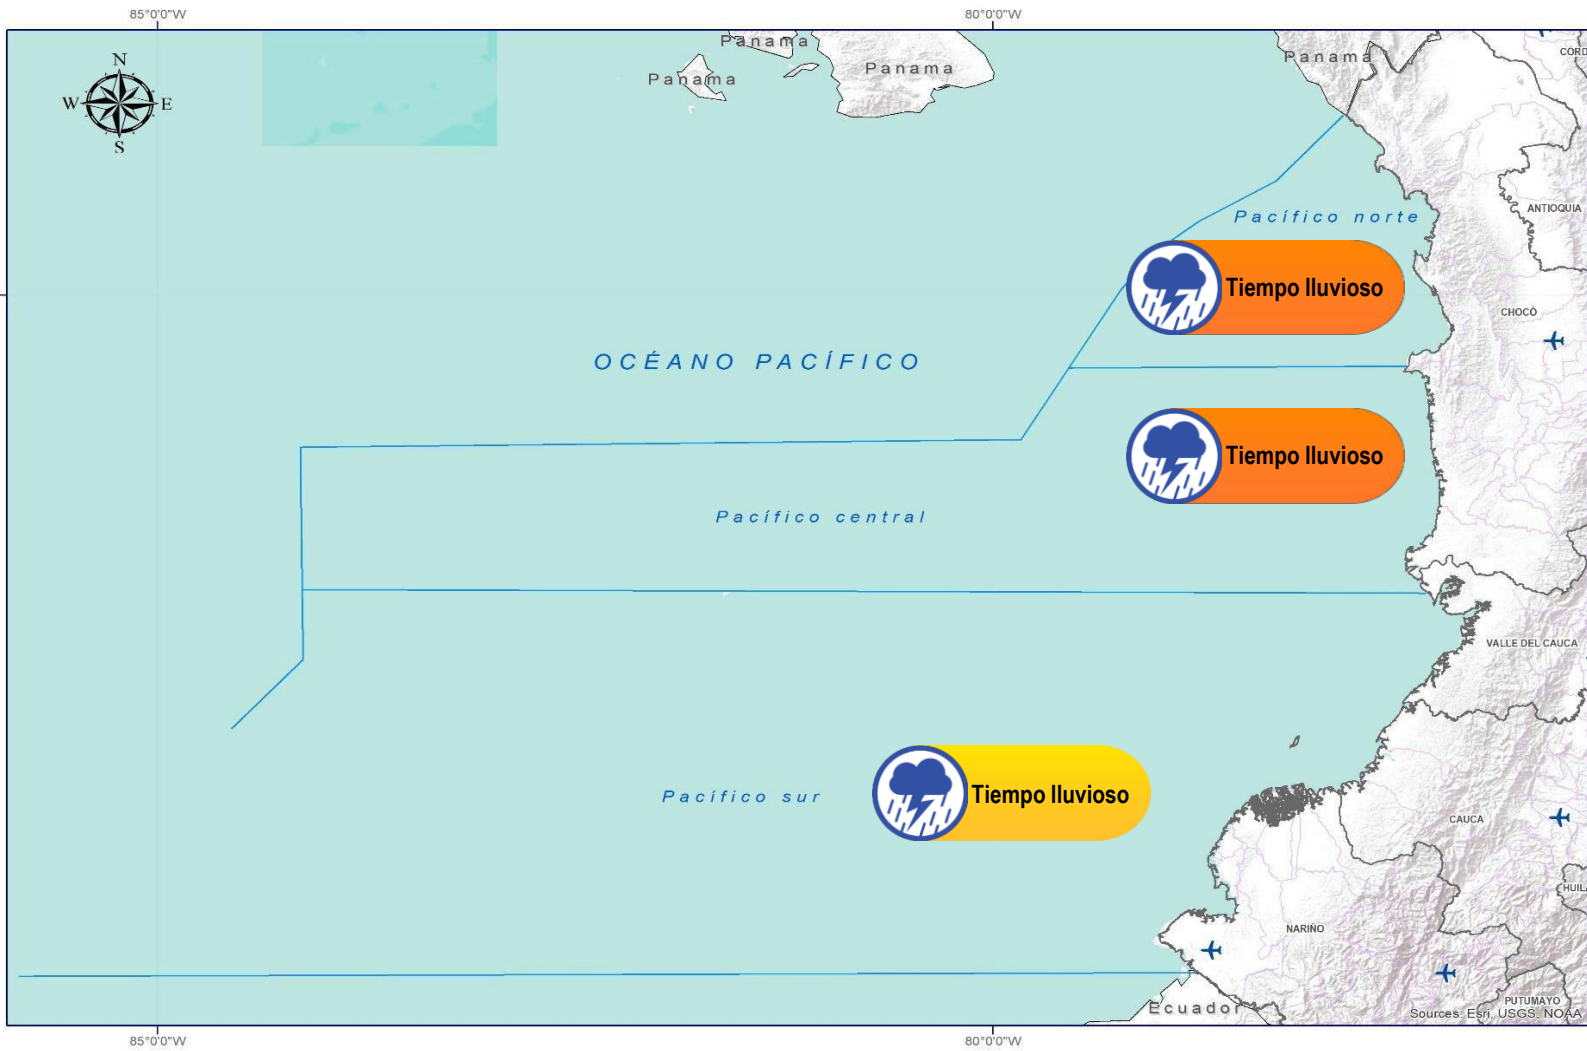 85°0'0"W
80°0'0"W
Panama
Panama
Panama
Panama
N
W
E
S
ANTIOQUIA
Pacífico norte
Tiempo lluvioso
CHOCÓ
OCÉANO PACÍFICO
Tiempo lluvioso
Pacífico central
VALLE DEL CAUCA
Pacífico sur
Tiempo lluvioso
CAUCA
NARIÑO
PUTUMAYO
Ecuador
Sources: Esri, USGS, NOAA
85°0'0"W
80°0'0"W